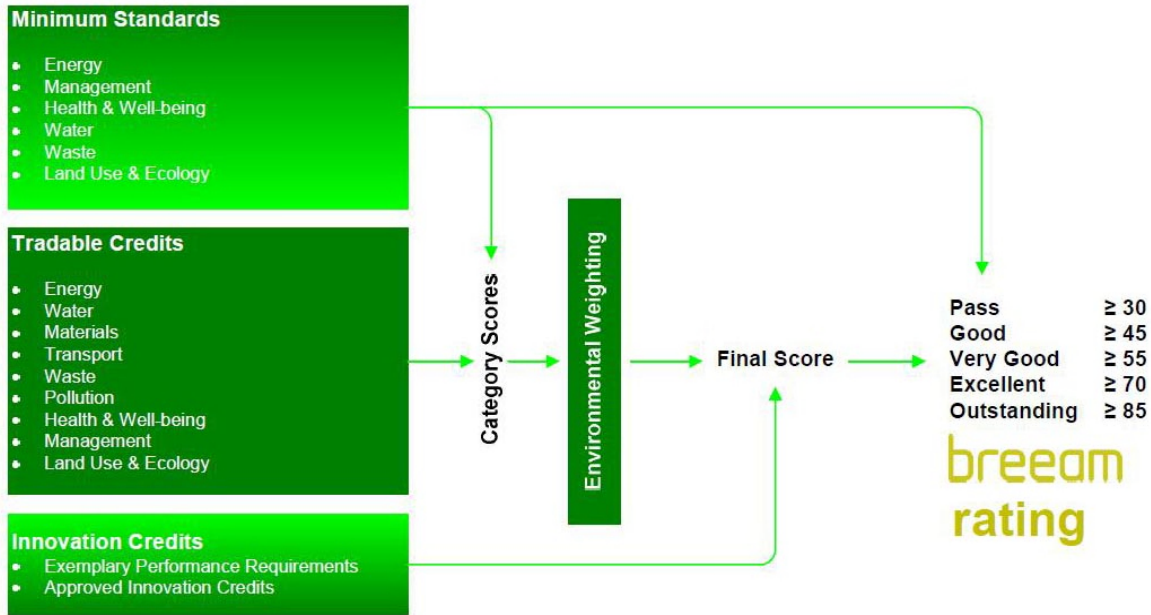 Minimum Standards
• Energy
• Management
• Health & Well-being
• Water
• Waste
• Land Use & Ecology
Tradable Credits
• Energy
• Water
• Materials
• Transport
• Waste
• Pollution
• Health & Well-being
• Management
• Land Use & Ecology
Innovation Credits
• Exemplary Performance Requirements
• Approved Innovation Credits
Category Scores
Environmental Weighting
Final Score
Pass ≥ 30
Good ≥ 45
Very Good ≥ 55
Excellent ≥ 70
Outstanding ≥ 85
breeam
rating